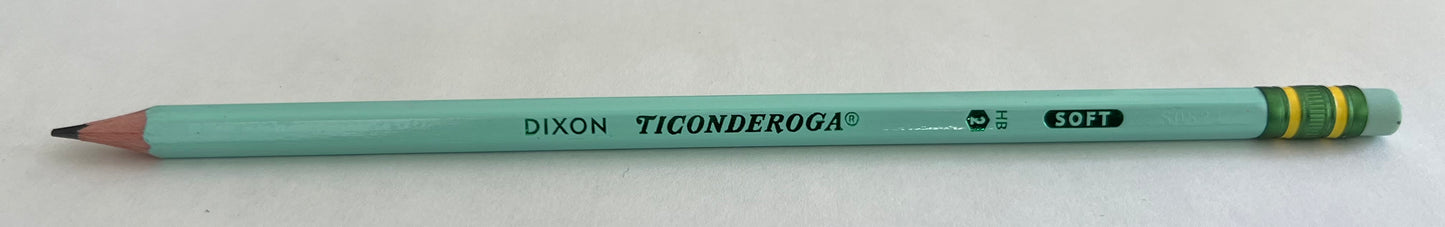 DIXON TICONDEROGA® 2 HB SOFT